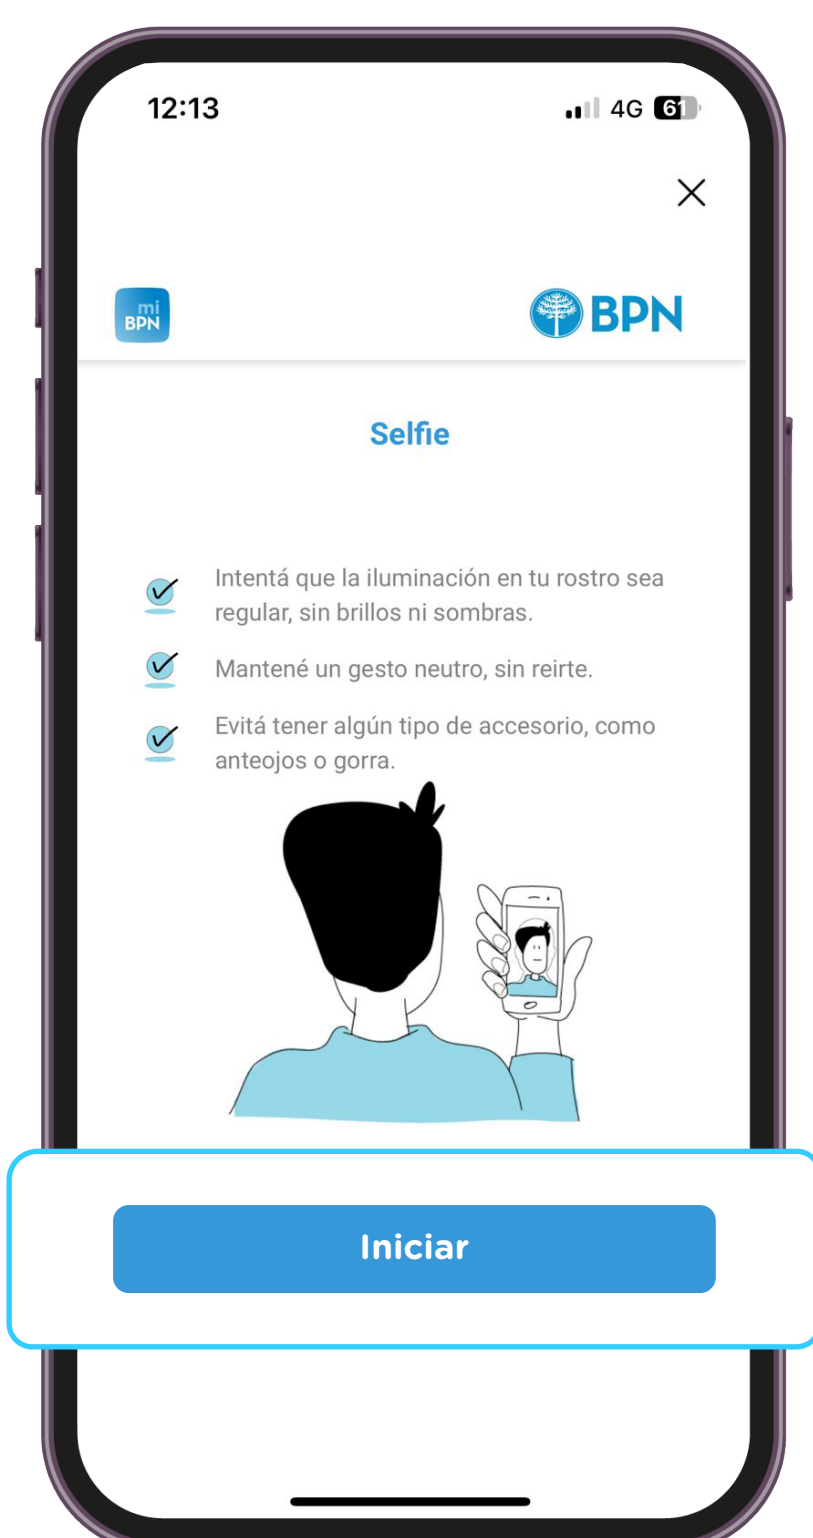 12:13
4G 61
mi
BPN
BPN
Selfie
Intentá que la iluminación en tu rostro sea
regular, sin brillos ni sombras.
Mantené un gesto neutro, sin reirte.
Evitá tener algún tipo de accesorio, como
anteojos o gorra.
Iniciar